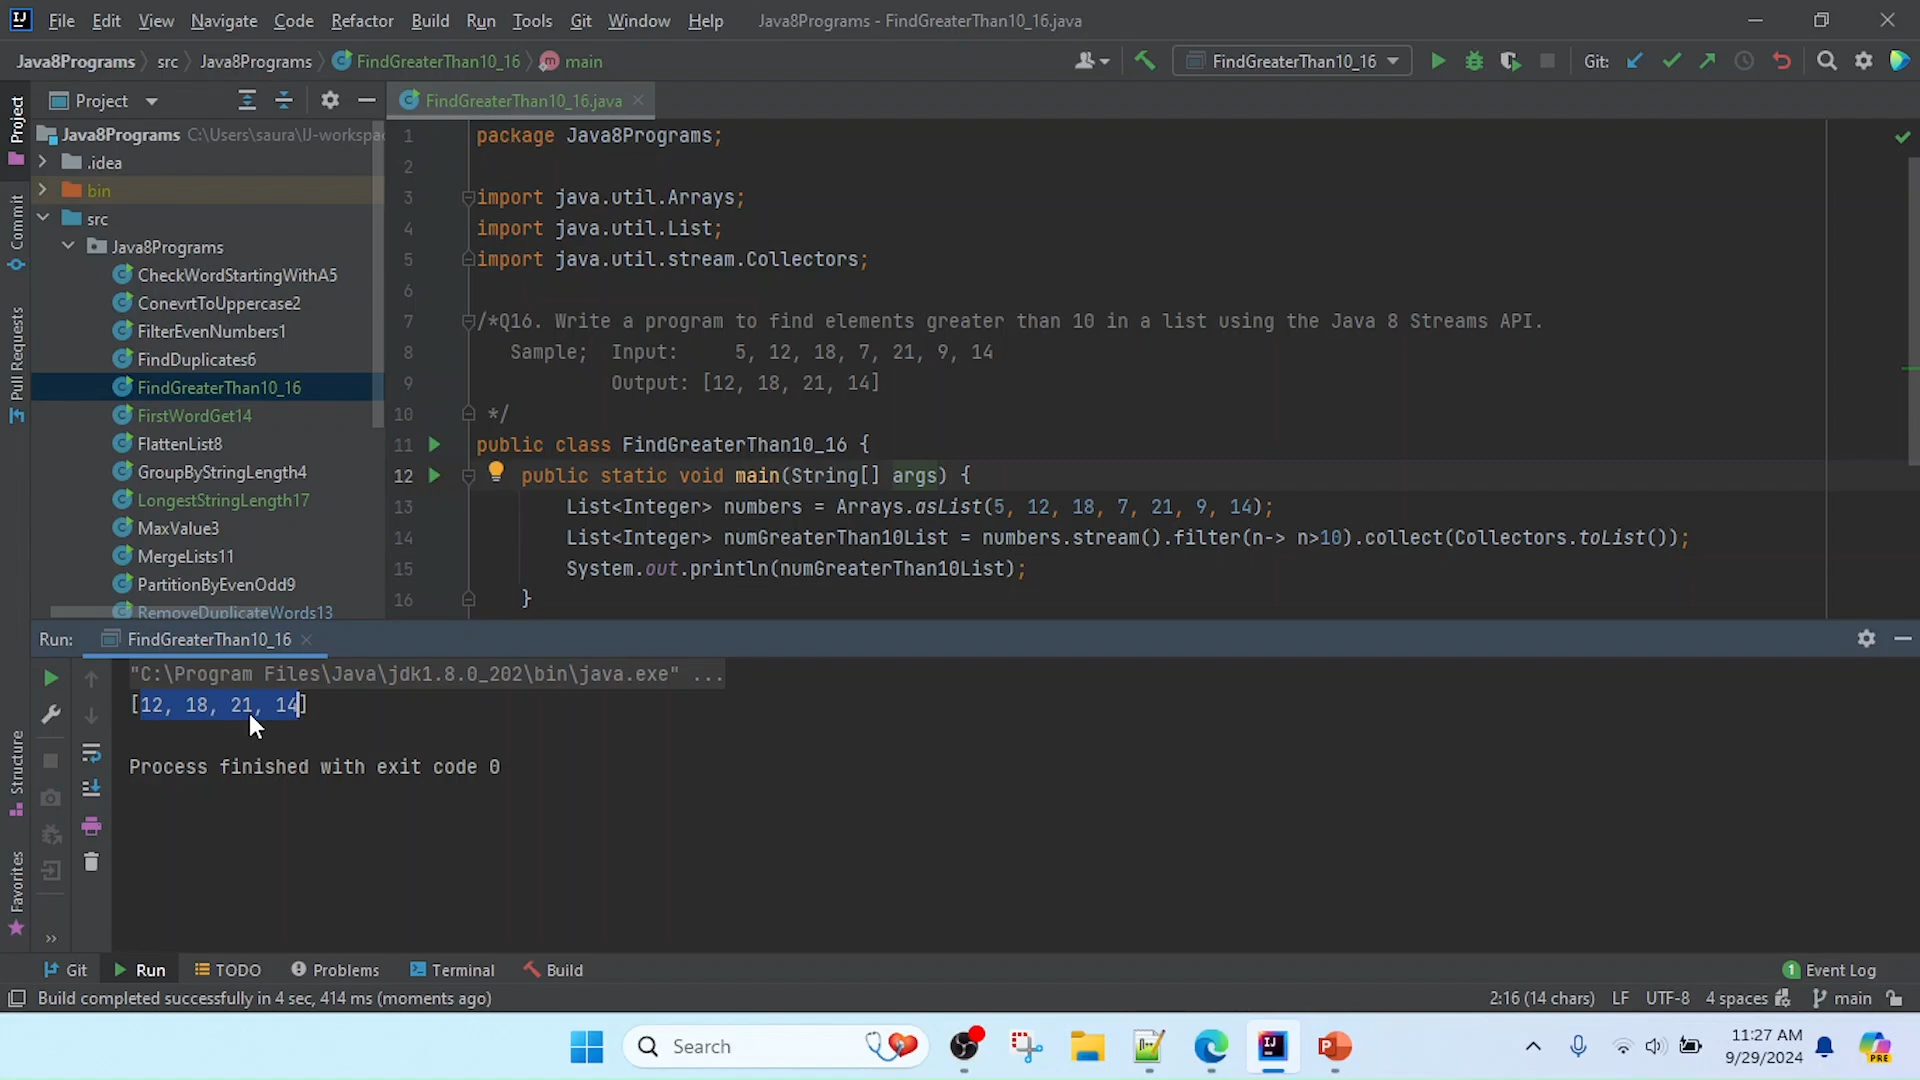 File Edit View Navigate Code Refactor Build Run Tools Git Window Help Java8Programs - FindGreaterThan10_16.java
Java8Programs src Java8Programs FindGreaterThan10_16 main FindGreaterThan10_16 Git:
Project
FindGreaterThan10_16.java
Project
Commit
Pull Requests
Structure
Favorites
Java8Programs C:\Users\saura\IJ-workspac
.idea
bin
src
Java8Programs
CheckWordStartingWithA5
ConevrtToUppercase2
FilterEvenNumbers1
FindDuplicates6
FindGreaterThan10_16
FirstWordGet14
FlattenList8
GroupByStringLength4
LongestStringLength17
MaxValue3
MergeLists11
PartitionByEvenOdd9
RemoveDuplicateWords13
1 package Java8Programs;
2
3 import java.util.Arrays;
4 import java.util.List;
5 import java.util.stream.Collectors;
6
7 /*Q16. Write a program to find elements greater than 10 in a list using the Java 8 Streams API.
8 Sample; Input: 5, 12, 18, 7, 21, 9, 14
9 Output: [12, 18, 21, 14]
10 */
11 public class FindGreaterThan10_16 {
12 public static void main(String[] args) {
13 List<Integer> numbers = Arrays.asList(5, 12, 18, 7, 21, 9, 14);
14 List<Integer> numGreaterThan10List = numbers.stream().filter(n-> n>10).collect(Collectors.toList());
15 System.out.println(numGreaterThan10List);
16 }
Run: FindGreaterThan10_16
"C:\Program Files\Java\jdk1.8.0_202\bin\java.exe" ...
[12, 18, 21, 14]
Process finished with exit code 0
Git Run TODO Problems Terminal Build 1 Event Log
Build completed successfully in 4 sec, 414 ms (moments ago) 2:16 (14 chars) LF UTF-8 4 spaces main
Search
11:27 AM
9/29/2024
PRE